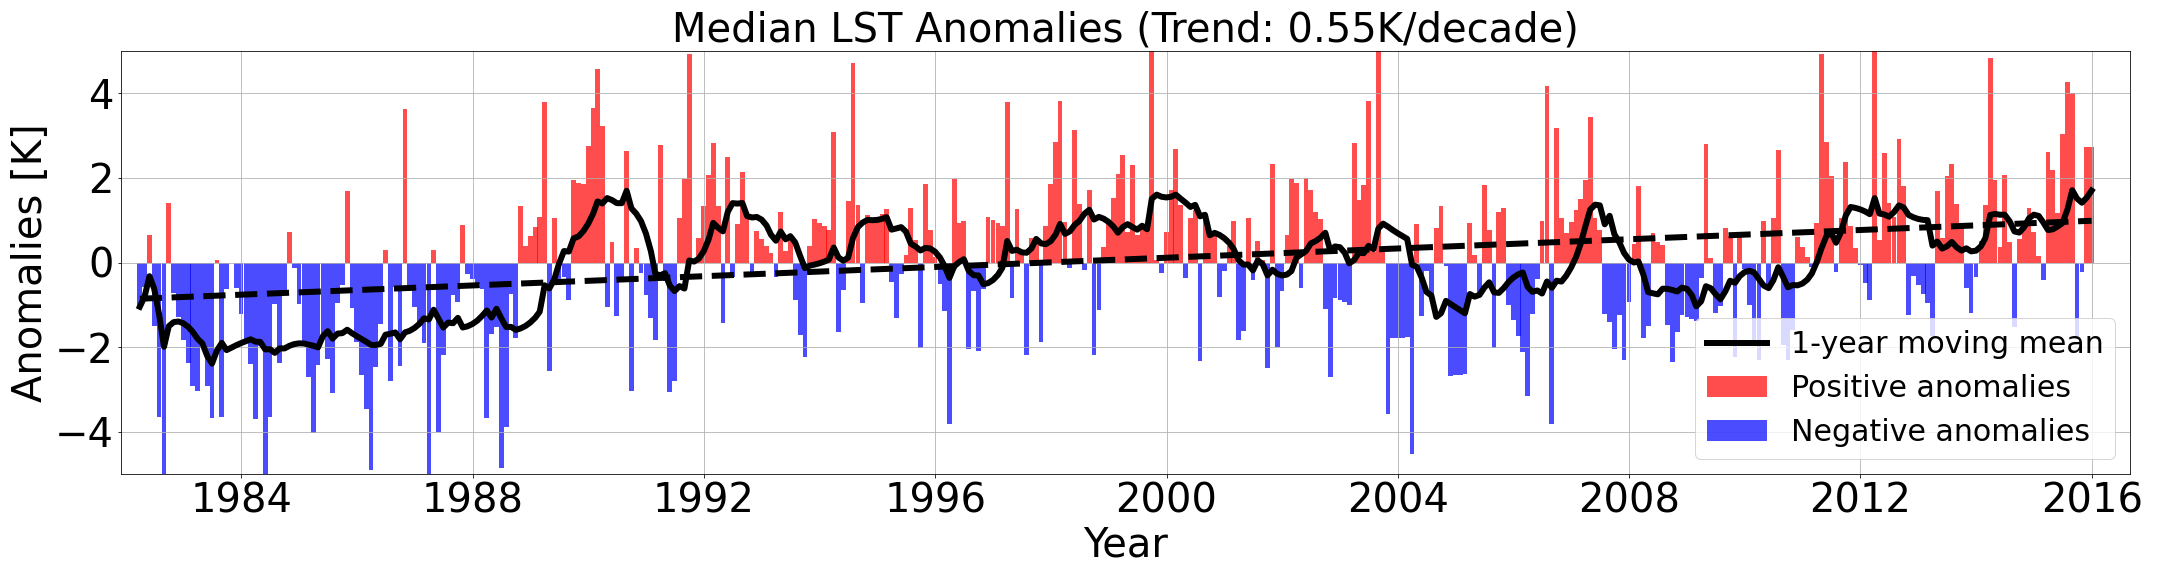 Median LST Anomalies (Trend: 0.55K/decade)
Anomalies [K]
4
2
0
−2
−4
1984 1988 1992 1996 2000 2004 2008 2012 2016
Year
1-year moving mean
Positive anomalies
Negative anomalies